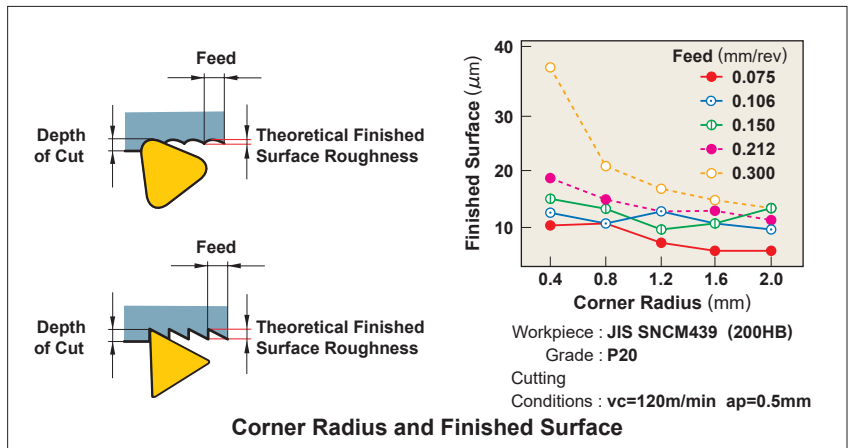 Feed
Depth
of Cut
Theoretical Finished
Surface Roughness
Feed
Depth
of Cut
Theoretical Finished
Surface Roughness
Finished Surface (μm)
40
30
20
10
Feed (mm/rev)
0.075
0.106
0.150
0.212
0.300
0.4 0.8 1.2 1.6 2.0
Corner Radius (mm)
Workpiece : JIS SNCM439 (200HB)
Grade : P20
Cutting
Conditions : vc=120m/min ap=0.5mm
Corner Radius and Finished Surface